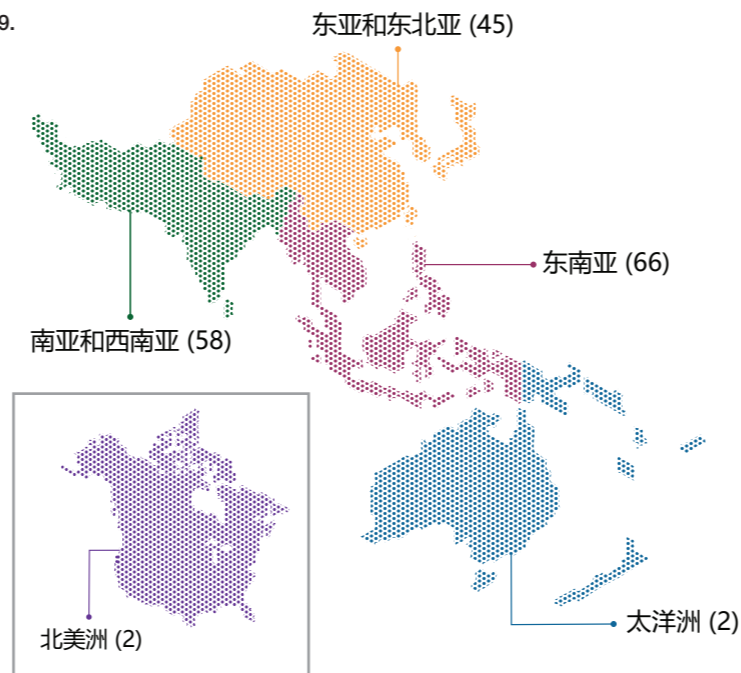 9.
东亚和东北亚 (45)
东南亚 (66)
南亚和西南亚 (58)
北美洲 (2)
太洋洲 (2)